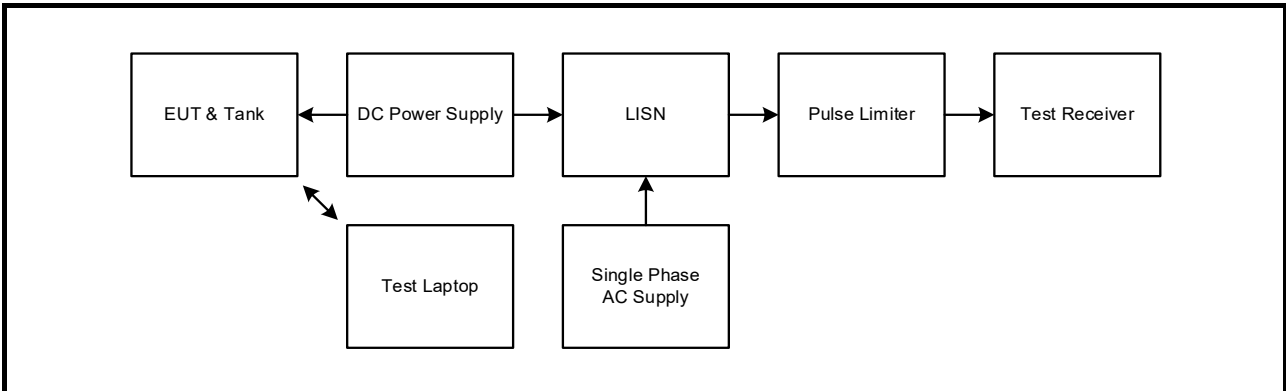 EUT & Tank
DC Power Supply
LISN
Pulse Limiter
Test Receiver
Test Laptop
Single Phase
AC Supply